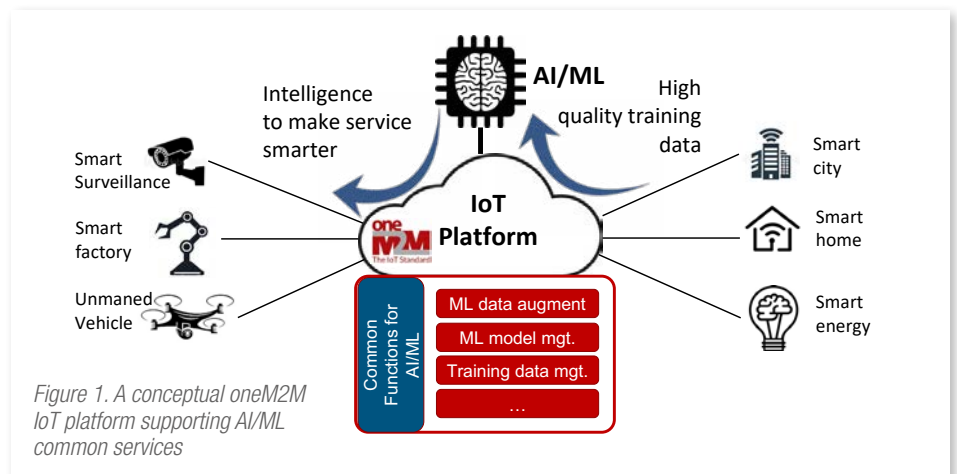 AI/ML
Intelligence
to make service
smarter
High
quality training
data
Smart
Surveillance
Smart
factory
Unmaned
Vehicle
one
M2M
The IoT Standard!
IoT
Platform
Smart
city
Smart
home
Smart
energy
Common
Functions for
AI/ML
ML data augment
ML model mgt.
Training data mgt.
...
Figure 1. A conceptual oneM2M
IoT platform supporting AI/ML
common services